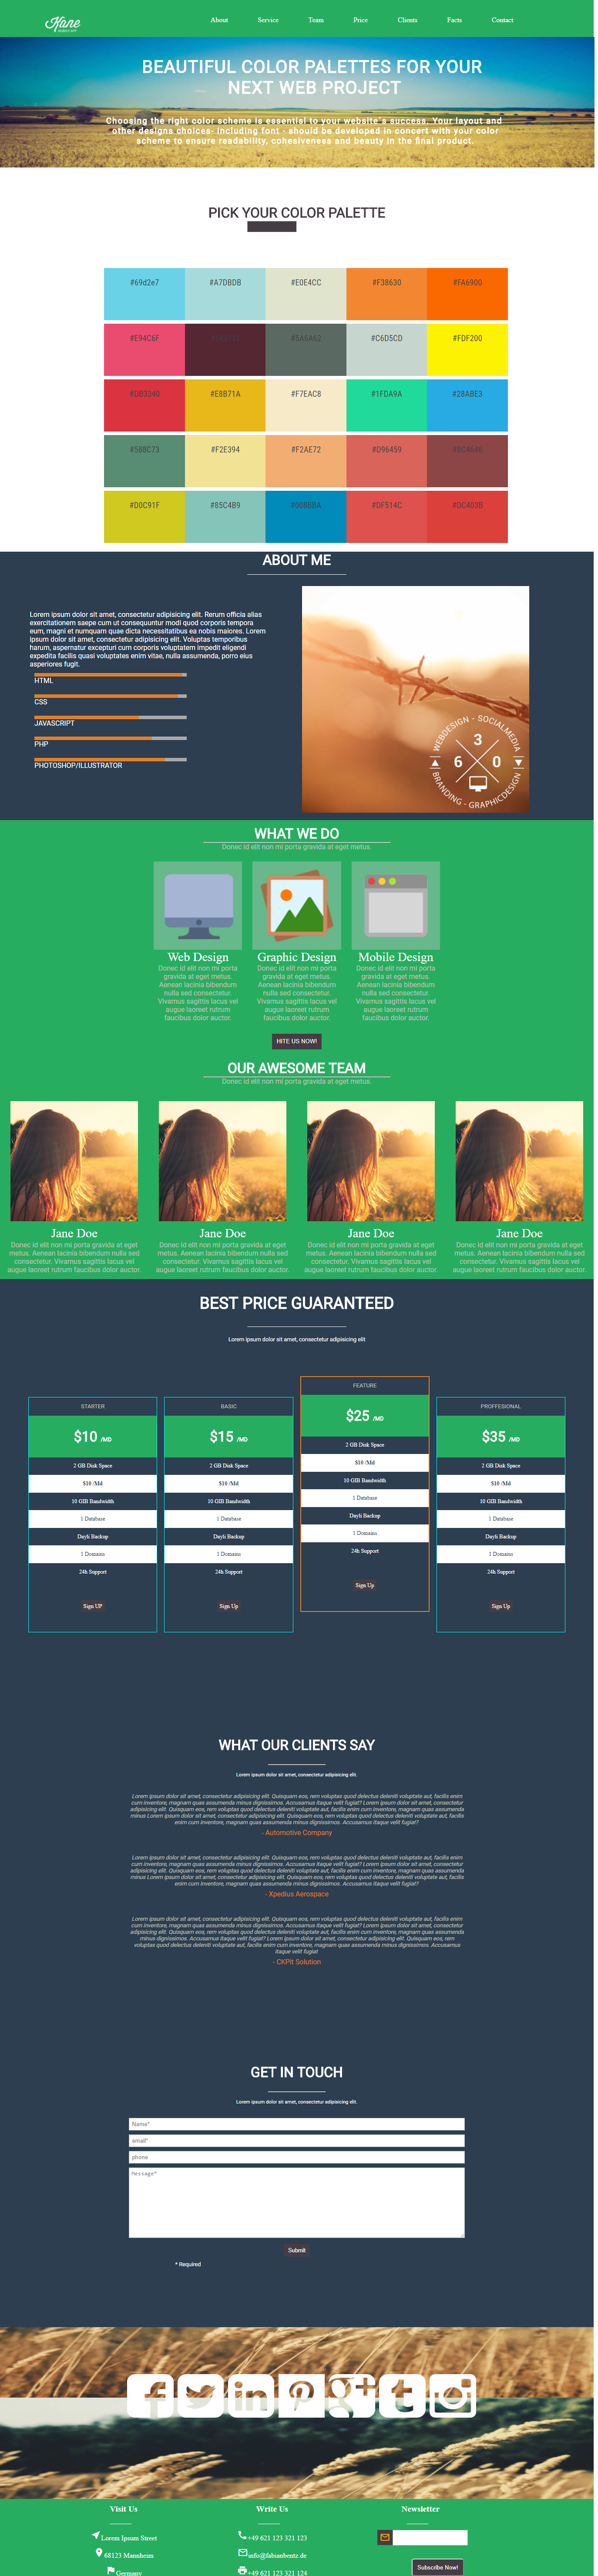 Kane
MOBILE APP
About Service Team Price Clients Facts Contact
BEAUTIFUL COLOR PALETTES FOR YOUR
NEXT WEB PROJECT
Choosing the right color scheme is essential to your website`s success. Your layout and
other designs choices- including font - should be developed in concert with your color
scheme to ensure readability, cohesiveness and beauty in the final product.
PICK YOUR COLOR PALETTE
#69d2e7 #A7DBDB #E0E4CC #F38630 #FA6900
#E94C6F #5A6A62 #C6D5CD #FDF200
#DB3340 #E8B71A #F7EAC8 #1FDA9A #28ABE3
#588C73 #F2E394 #F2AE72 #D96459 #8C4646
#D0C91F #85C4B9 #008BBA #DF514C #DC403B
ABOUT ME
Lorem ipsum dolor sit amet, consectetur adipisicing elit. Rerum officia alias
exercitationem saepe cum ut consequuntur modi quod corporis tempora
eum, magni et numquam quae dicta necessitatibus ea nobis maiores. Lorem
ipsum dolor sit amet, consectetur adipisicing elit. Voluptas temporibus
harum, aspernatur excepturi cum corporis voluptatem impedit eligendi
expedita facilis quasi voluptates enim vitae, nulla assumenda, porro eius
asperiores fugit.
HTML
CSS
JAVASCRIPT
PHP
PHOTOSHOP/ILLUSTRATOR
WEBDESIGN - SOCIALMEDIA
3
6 0
BRANDING - GRAPHICDESIGN
WHAT WE DO
Donec id elit non mi porta gravida at eget metus.
Web Design Graphic Design Mobile Design
Donec id elit non mi porta Donec id elit non mi porta Donec id elit non mi porta
gravida at eget metus. gravida at eget metus. gravida at eget metus.
Aenean lacinia bibendum Aenean lacinia bibendum Aenean lacinia bibendum
nulla sed consectetur. nulla sed consectetur. nulla sed consectetur.
Vivamus sagittis lacus vel Vivamus sagittis lacus vel Vivamus sagittis lacus vel
augue laoreet rutrum augue laoreet rutrum augue laoreet rutrum
faucibus dolor auctor. faucibus dolor auctor. faucibus dolor auctor.
HITE US NOW!
OUR AWESOME TEAM
Donec id elit non mi porta gravida at eget metus.
Jane Doe Jane Doe Jane Doe Jane Doe
Donec id elit non mi porta gravida at eget Donec id elit non mi porta gravida at eget Donec id elit non mi porta gravida at eget Donec id elit non mi porta gravida at eget
metus. Aenean lacinia bibendum nulla sed metus. Aenean lacinia bibendum nulla sed metus. Aenean lacinia bibendum nulla sed metus. Aenean lacinia bibendum nulla sed
consectetur. Vivamus sagittis lacus vel consectetur. Vivamus sagittis lacus vel consectetur. Vivamus sagittis lacus vel consectetur. Vivamus sagittis lacus vel
augue laoreet rutrum faucibus dolor auctor. augue laoreet rutrum faucibus dolor auctor. augue laoreet rutrum faucibus dolor auctor. augue laoreet rutrum faucibus dolor auctor.
BEST PRICE GUARANTEED
Lorem ipsum dolor sit amet, consectetur adipisicing elit
STARTER
$10 /MD
2 GB Disk Space
$10 /Md
10 GIB Bandwidth
1 Database
Dayli Backup
1 Domains
24h Support
Sign UP
BASIC
$15 /MD
2 GB Disk Space
$10 /Md
10 GIB Bandwidth
1 Database
Dayli Backup
1 Domains
24h Support
Sign Up
FEATURE
$25 /MD
2 GB Disk Space
$10 /Md
10 GIB Bandwidth
1 Database
Dayli Backup
1 Domains
24h Support
Sign Up
PROFFESIONAL
$35 /MD
2 GB Disk Space
$10 /Md
10 GIB Bandwidth
1 Database
Dayli Backup
1 Domains
24h Support
Sign Up
WHAT OUR CLIENTS SAY
Lorem ipsum dolor sit amet, consectetur adipisicing elit.
Lorem ipsum dolor sit amet, consectetur adipisicing elit. Quisquam eos, rem voluptas quod delectus deleniti voluptate aut, facilis enim
cum inventore, magnam quas assumenda minus dignissimos. Accusamus itaque velit fugiat? Lorem ipsum dolor sit amet, consectetur
adipisicing elit. Quisquam eos, rem voluptas quod delectus deleniti voluptate aut, facilis enim cum inventore, magnam quas assumenda
minus Lorem ipsum dolor sit amet, consectetur adipisicing elit. Quisquam eos, rem voluptas quod delectus deleniti voluptate aut, facilis
enim cum inventore, magnam quas assumenda minus dignissimos. Accusamus itaque velit fugiat?
- Automotive Company
Lorem ipsum dolor sit amet, consectetur adipisicing elit. Quisquam eos, rem voluptas quod delectus deleniti voluptate aut, facilis enim
cum inventore, magnam quas assumenda minus dignissimos. Accusamus itaque velit fugiat? Lorem ipsum dolor sit amet, consectetur
adipisicing elit. Quisquam eos, rem voluptas quod delectus deleniti voluptate aut, facilis enim cum inventore, magnam quas assumenda
minus Lorem ipsum dolor sit amet, consectetur adipisicing elit. Quisquam eos, rem voluptas quod delectus deleniti voluptate aut, facilis
enim cum inventore, magnam quas assumenda minus dignissimos. Accusamus itaque velit fugiat?
- Xpedius Aerospace
Lorem ipsum dolor sit amet, consectetur adipisicing elit. Quisquam eos, rem voluptas quod delectus deleniti voluptate aut, facilis enim
cum inventore, magnam quas assumenda minus dignissimos. Accusamus itaque velit fugiat? Lorem ipsum dolor sit amet, consectetur
adipisicing elit. Quisquam eos, rem voluptas quod delectus deleniti voluptate aut, facilis enim cum inventore, magnam quas assumenda
minus dignissimos. Accusamus itaque velit fugiat? Lorem ipsum dolor sit amet, consectetur adipisicing elit. Quisquam eos, rem
voluptas quod delectus deleniti voluptate aut, facilis enim cum inventore, magnam quas assumenda minus dignissimos. Accusamus
itaque velit fugiat
- CKPit Solution
GET IN TOUCH
Lorem ipsum dolor sit amet, consectetur adipisicing elit.
Name*
email*
phone
Message*
Submit
* Required
Visit Us Write Us Newsletter
Lorem Ipsum Street +49 621 123 321 123
68123 Mannheim info@fabianbentz.de
Germany +49 621 123 321 124 Subscribe Now!